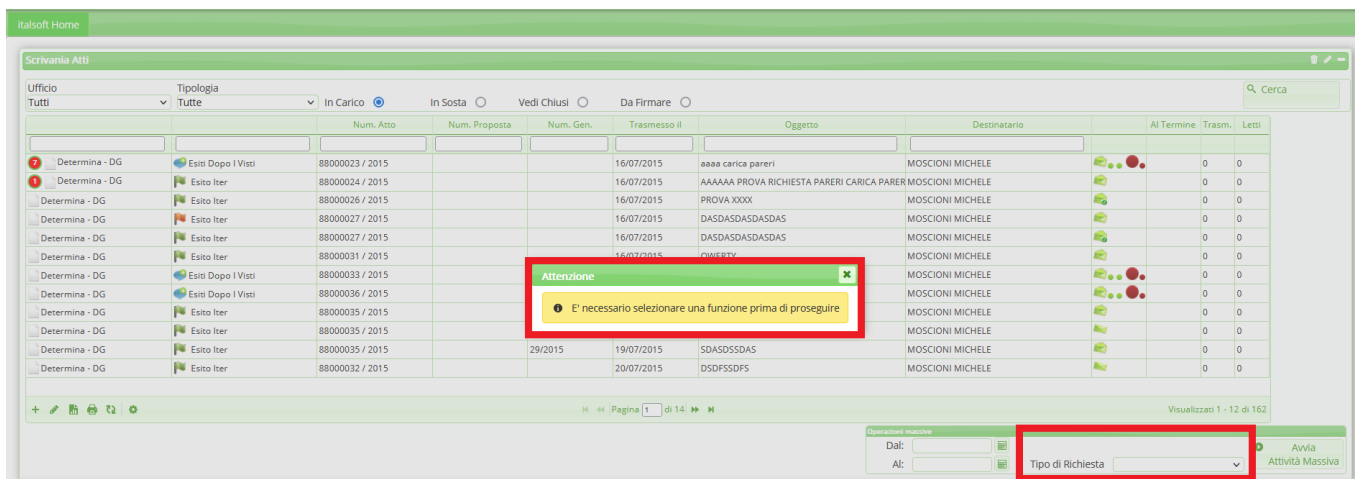 italsoft Home
Scrivania Atti
Ufficio Tipologia
Tutti Tutte In Carico In Sosta Vedi Chiusi Da Firmare Cerca
Num. Atto Num. Proposta Num. Gen. Trasmesso il Oggetto Destinatario Al Termine Trasm. Letti
7 Determina - DG Esiti Dopo I Visti 88000023 / 2015 16/07/2015 aaaa carica pareri MOSCIONI MICHELE 0 0
1 Determina - DG Esito Iter 88000024 / 2015 16/07/2015 AAAAAA PROVA RICHIESTA PARERI CARICA PARER MOSCIONI MICHELE 0 0
Determina - DG Esito Iter 88000026 / 2015 16/07/2015 PROVA XXXX MOSCIONI MICHELE 0 0
Determina - DG Esito Iter 88000027 / 2015 16/07/2015 DASDASDASDASDAS MOSCIONI MICHELE 0 0
Determina - DG Esito Iter 88000027 / 2015 16/07/2015 DASDASDASDASDAS MOSCIONI MICHELE 0 0
Determina - DG Esito Iter 88000031 / 2015 16/07/2015 QWERTY MOSCIONI MICHELE 0 0
Determina - DG Esiti Dopo I Visti 88000033 / 2015 MOSCIONI MICHELE 0 0
Determina - DG Esiti Dopo I Visti 88000036 / 2015 MOSCIONI MICHELE 0 0
Determina - DG Esito Iter 88000035 / 2015 MOSCIONI MICHELE 0 0
Determina - DG Esito Iter 88000035 / 2015 MOSCIONI MICHELE 0 0
Determina - DG Esito Iter 88000035 / 2015 29/2015 19/07/2015 SDASDSSDAS MOSCIONI MICHELE 0 0
Determina - DG Esito Iter 88000032 / 2015 20/07/2015 DSDFSSDFS MOSCIONI MICHELE 0 0
Attenzione
E' necessario selezionare una funzione prima di proseguire
Pagina 1 di 14 Visualizzati 1 - 12 di 162
Operazioni massive
Dal:
Al: Tipo di Richiesta
Avvia
Attività Massiva